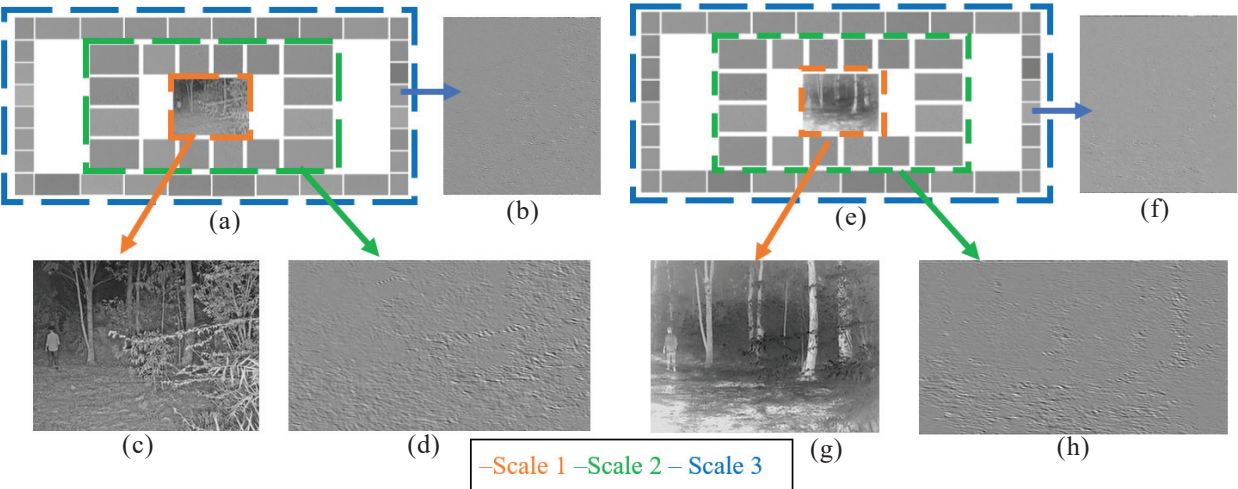 (a)
(b)
(e)
(f)
(c)
(d)
(g)
(h)
–Scale 1 –Scale 2 – Scale 3